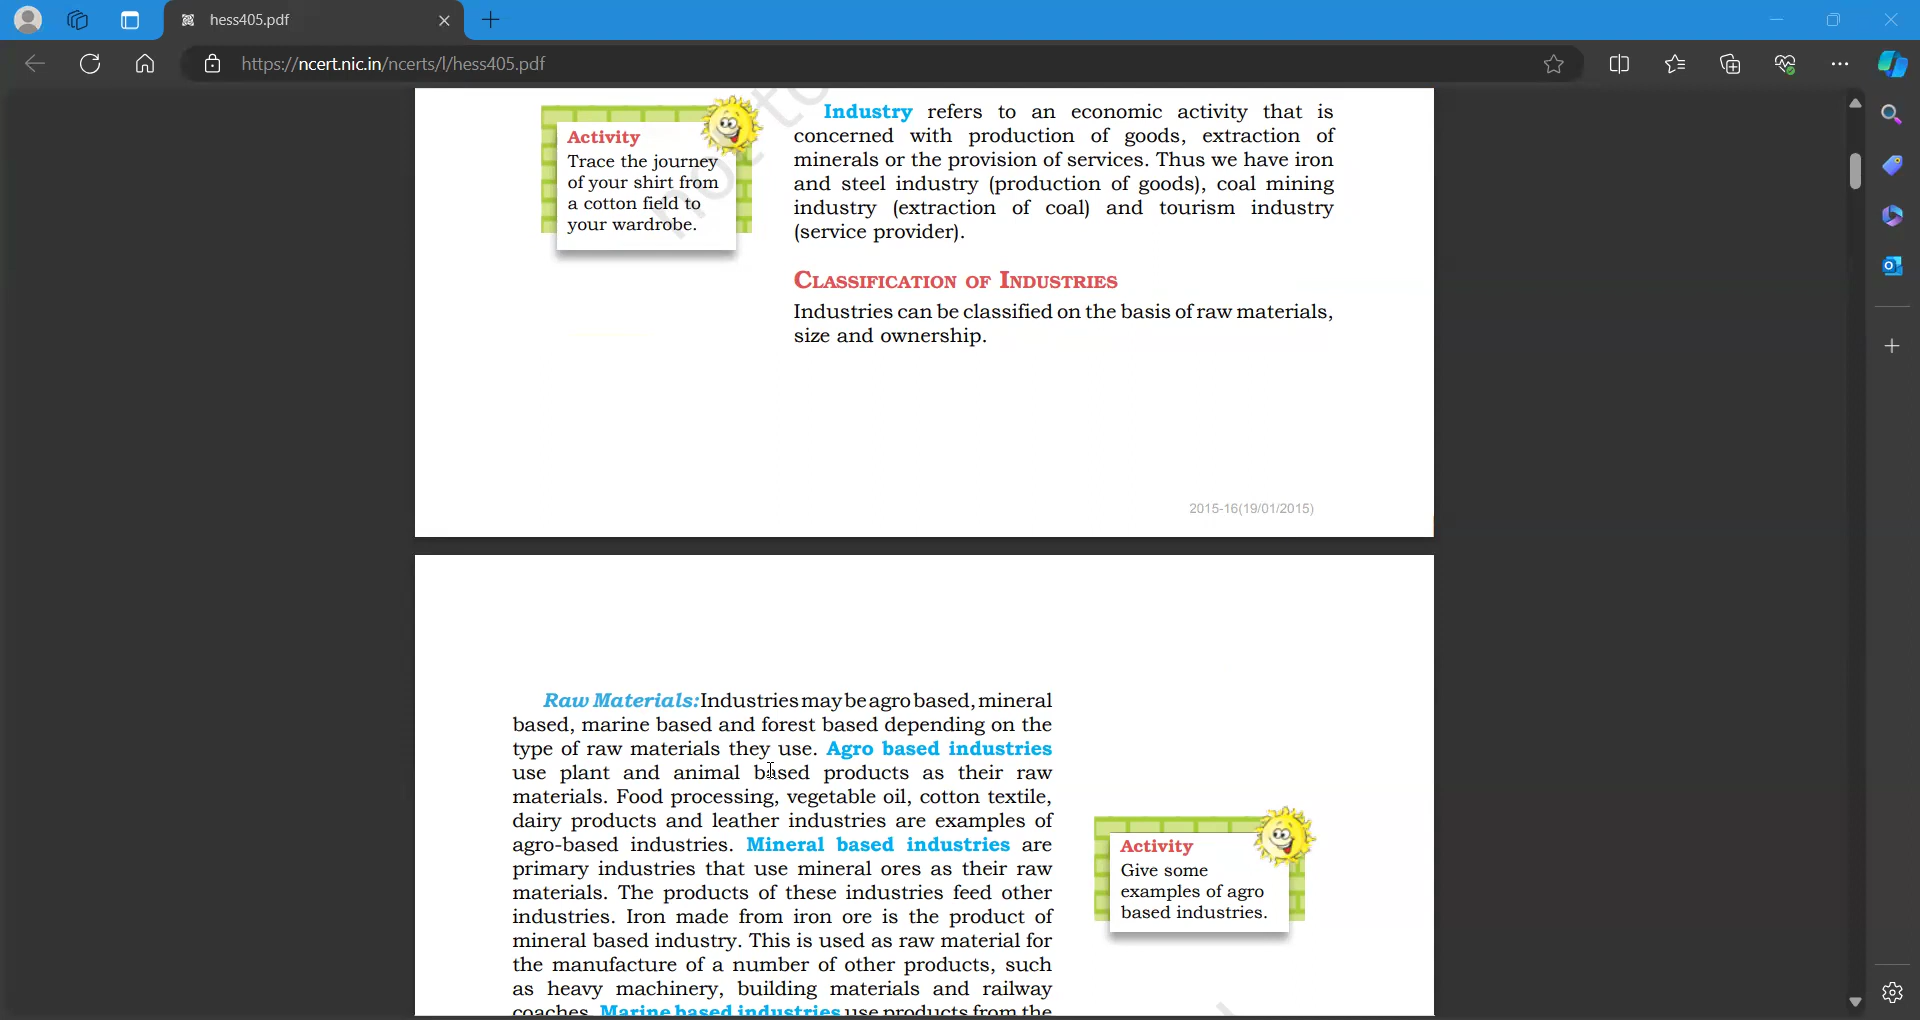 hess405.pdf
https://ncert.nic.in/ncerts/l/hess405.pdf
Activity
Trace the journey
of your shirt from
a cotton field to
your wardrobe.
Industry refers to an economic activity that is
concerned with production of goods, extraction of
minerals or the provision of services. Thus we have iron
and steel industry (production of goods), coal mining
industry (extraction of coal) and tourism industry
(service provider).
CLASSIFICATION OF INDUSTRIES
Industries can be classified on the basis of raw materials,
size and ownership.
2015-16(19/01/2015)
Raw Materials: Industries may be agro based, mineral
based, marine based and forest based depending on the
type of raw materials they use. Agro based industries
use plant and animal based products as their raw
materials. Food processing, vegetable oil, cotton textile,
dairy products and leather industries are examples of
agro-based industries. Mineral based industries are
primary industries that use mineral ores as their raw
materials. The products of these industries feed other
industries. Iron made from iron ore is the product of
mineral based industry. This is used as raw material for
the manufacture of a number of other products, such
as heavy machinery, building materials and railway
coaches. Marine based industries use products from the
Activity
Give some
examples of agro
based industries.